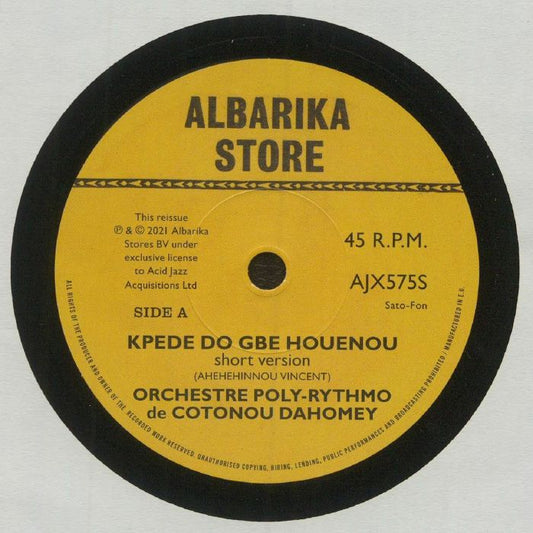 ALBARIKA
STORE
This reissue
℗ & © 2021 Albarika
Stores BV under
exclusive license
to Acid Jazz
Acquisitions Ltd
45 R.P.M.
AJX575S
Sato-Fon
SIDE A
KPEDE DO GBE HOUENOU
short version
(AHEHEHINNOU VINCENT)
ORCHESTRE POLY-RYTHMO
de COTONOU DAHOMEY
ALL RIGHTS OF THE PRODUCER AND OWNER OF THE RECORDED WORK RESERVED. UNAUTHORISED COPYING, HIRING, LENDING, PUBLIC PERFORMANCES AND BROADCASTING PROHIBITED / MANUFACTURED IN E.U.